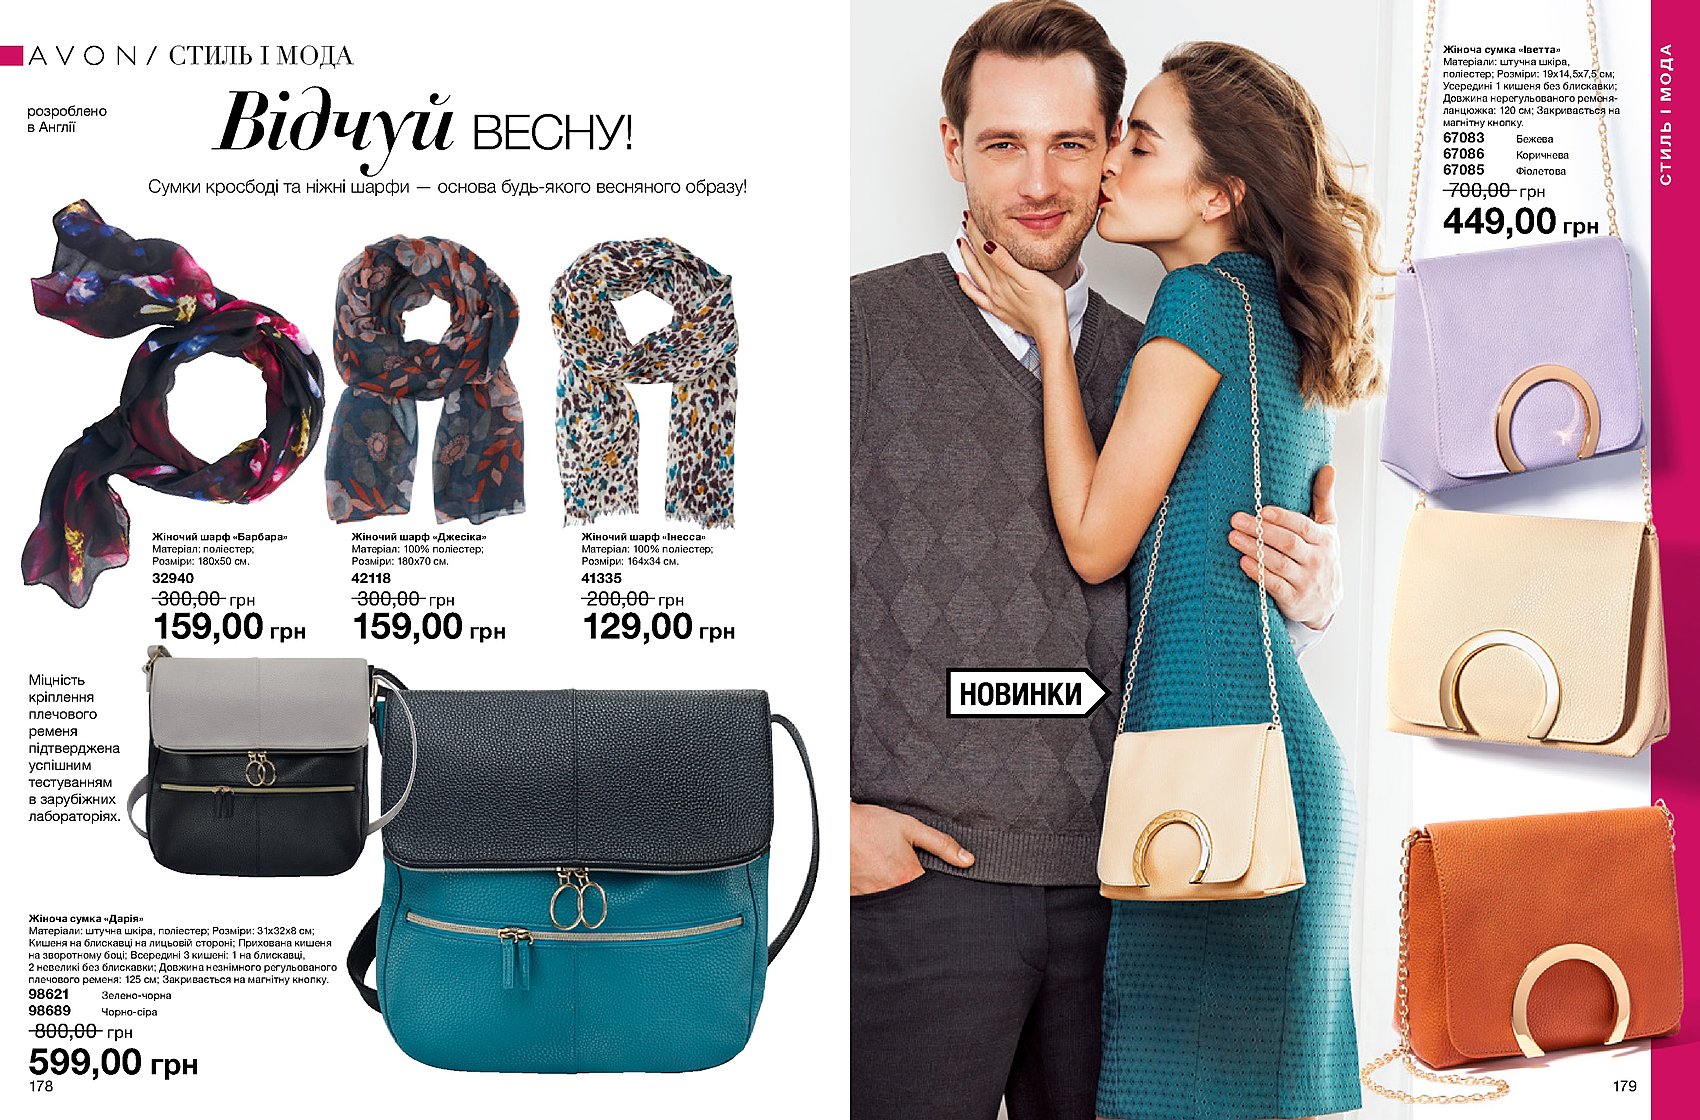 AVON / СТИЛЬ І МОДА
розроблено
в Англії
Відчуй ВЕСНУ!
Сумки кросбоді та ніжні шарфи — основа будь-якого весняного образу!
Жіночий шарф «Барбара»
Матеріал: поліестер;
Розміри: 180х50 см.
32940
300,00 грн
159,00 грн
Жіночий шарф «Джесіка»
Матеріал: 100% поліестер;
Розміри: 180х70 см.
42118
300,00 грн
159,00 грн
Жіночий шарф «Інесса»
Матеріал: 100% поліестер;
Розміри: 164х34 см.
41335
200,00 грн
129,00 грн
Міцність
кріплення
плечового
ременя
підтверджена
успішним
тестуванням
в зарубіжних
лабораторіях.
Жіноча сумка «Дарія»
Матеріали: штучна шкіра, поліестер; Розміри: 31х32х8 см;
Кишеня на блискавці на лицьовій стороні; Прихована кишеня
на зворотному боці; Всередині 3 кишені: 1 на блискавці,
2 невеликі без блискавки; Довжина незнімного регульованого
плечового ременя: 125 см; Закривається на магнітну кнопку.
98621 Зелено-чорна
98689 Чорно-сіра
800,00 грн
599,00 грн
178
НОВИНКИ
Жіноча сумка «Іветта»
Матеріали: штучна шкіра,
поліестер; Розміри: 19х14,5х7,5 см;
Усередині 1 кишеня без блискавки;
Довжина нерегульованого ременя-
ланцюжка: 120 см; Закривається на
магнітну кнопку.
67083 Бежева
67086 Коричнева
67085 Фіолетова
700,00 грн
449,00 грн
СТИЛЬ І МОДА
179